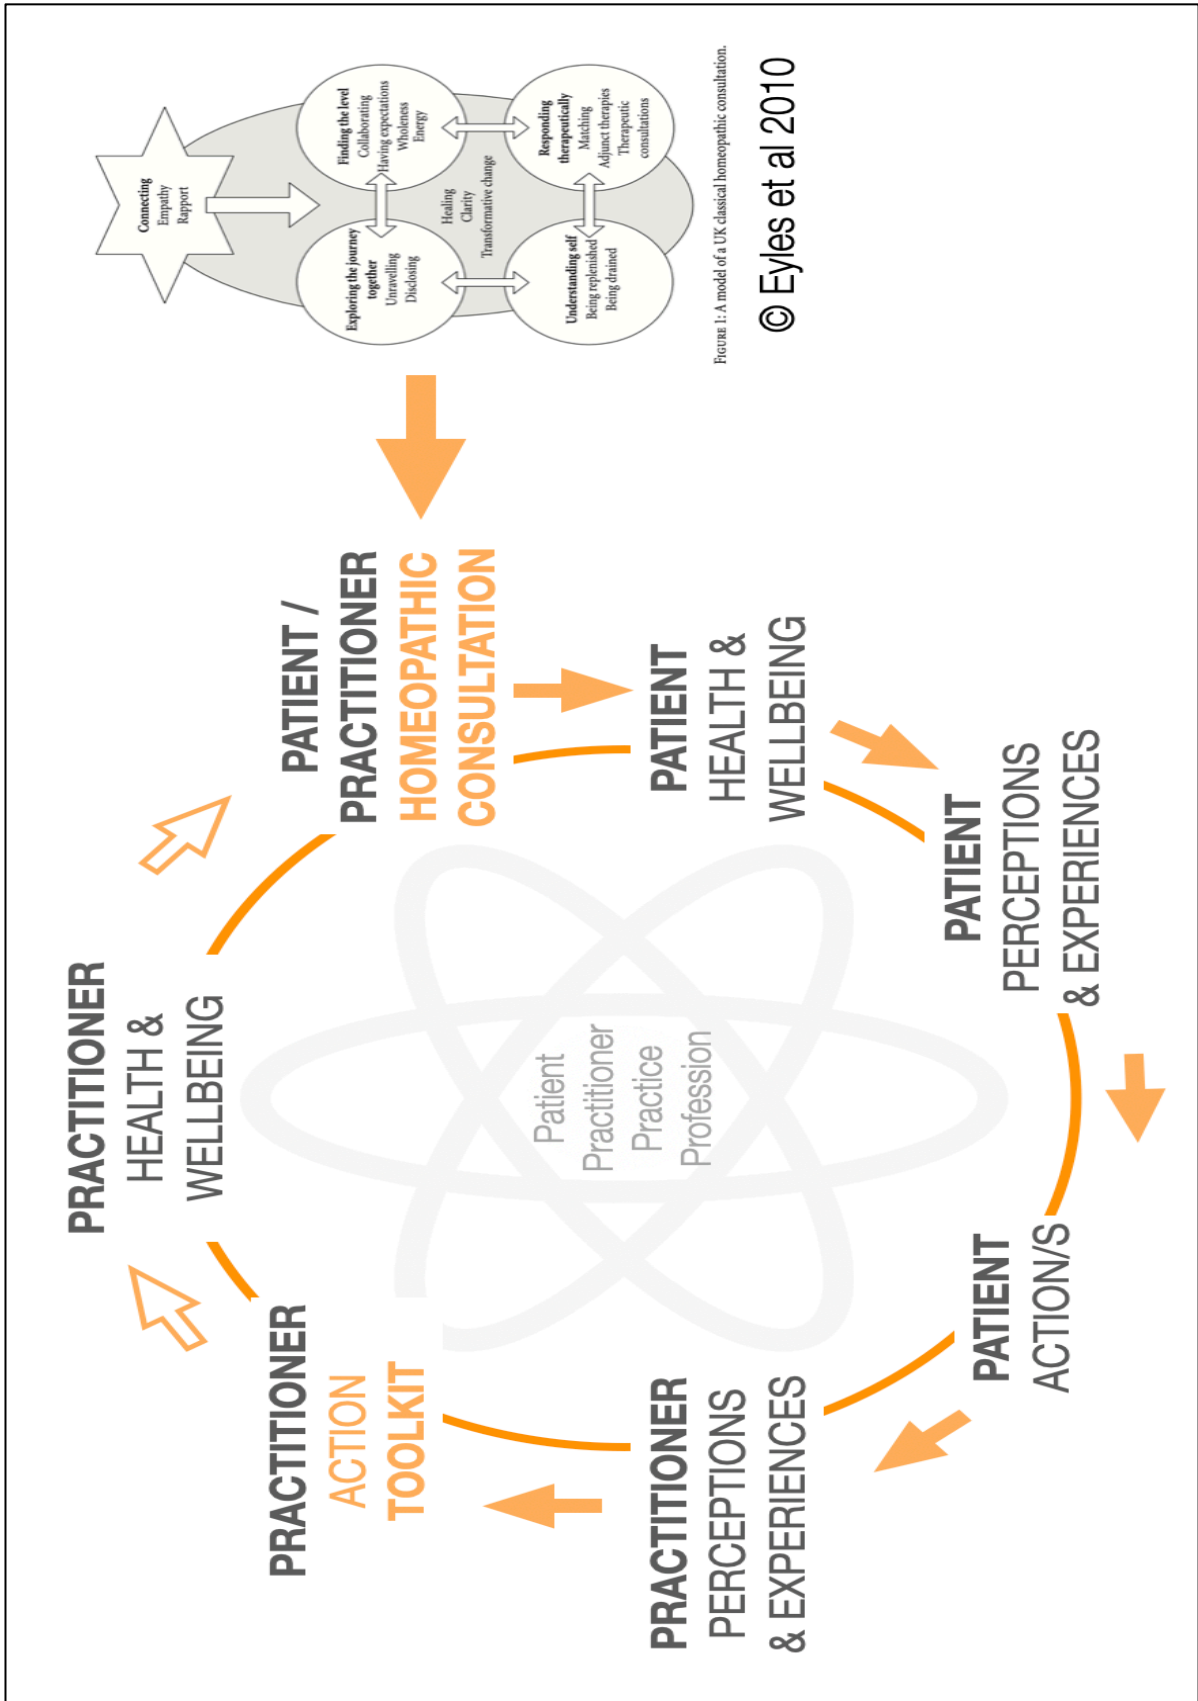 PRACTITIONER
HEALTH &
WELLBEING
PATIENT /
PRACTITIONER
HOMEOPATHIC
CONSULTATION
PATIENT
HEALTH &
WELLBEING
PATIENT
PERCEPTIONS
& EXPERIENCES
PATIENT
ACTION/S
PRACTITIONER
PERCEPTIONS
& EXPERIENCES
PRACTITIONER
ACTION
TOOLKIT
Patient
Practitioner
Practice
Profession
Connecting
Empathy
Rapport
Exploring the journey
together
Unravelling
Disclosing
Finding the level
Collaborating
Having expectations
Wholeness
Energy
Healing
Clarity
Transformative change
Understanding self
Being replenished
Being drained
Responding
therapeutically
Matching
Adjunct therapies
Therapeutic
consultations
FIGURE 1: A model of a UK classical homeopathic consultation.
© Eyles et al 2010